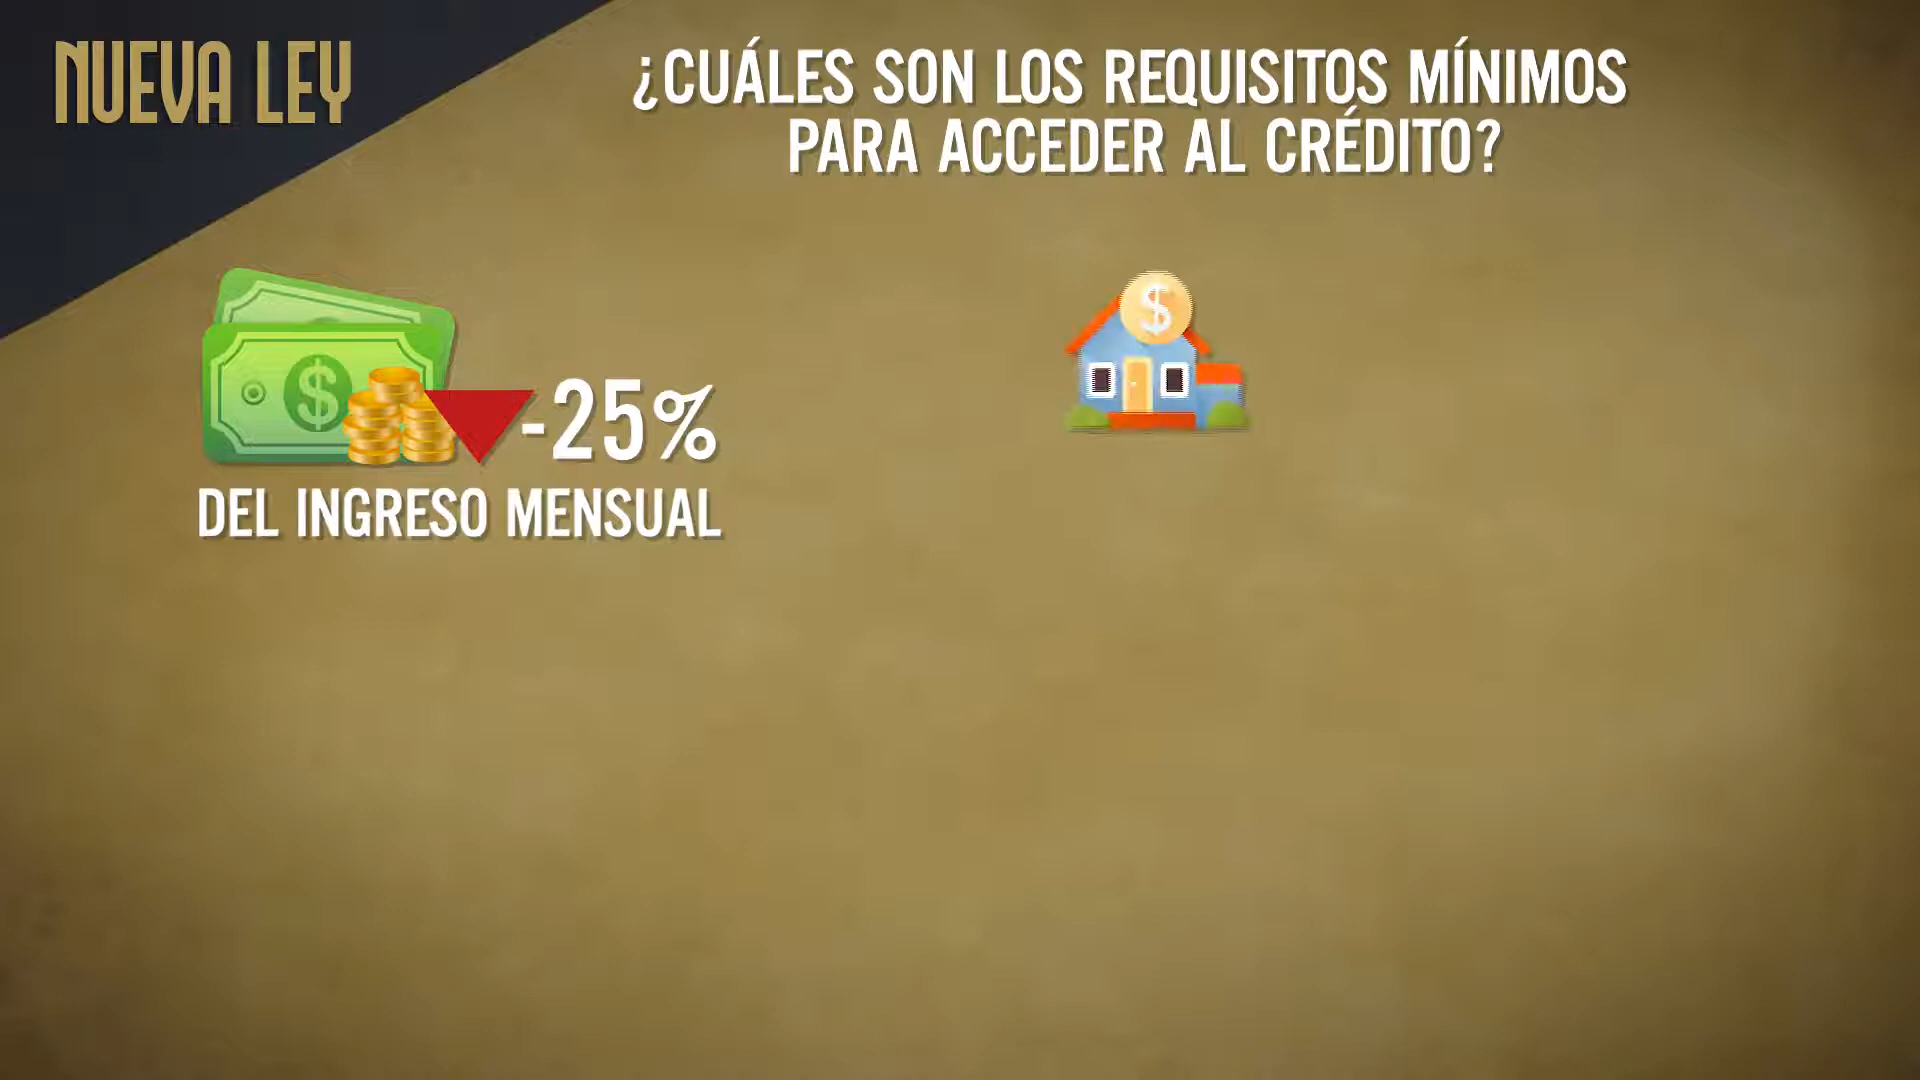 NUEVA LEY
¿CUÁLES SON LOS REQUISITOS MÍNIMOS
PARA ACCEDER AL CRÉDITO?
$
$
-25%
DEL INGRESO MENSUAL